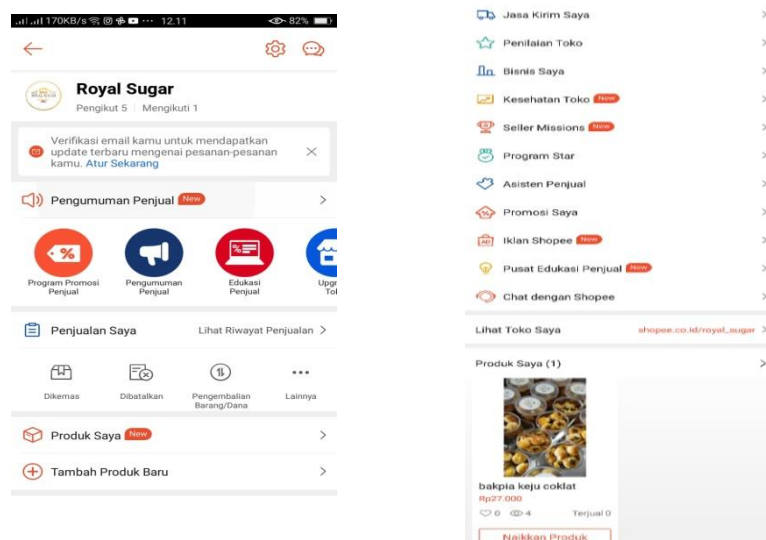 170KB/s 12.11 82%
Royal Sugar
Pengikut 5 Mengikuti 1
Verifikasi email kamu untuk mendapatkan
update terbaru mengenai pesanan-pesanan
kamu. Atur Sekarang
Pengumuman Penjual New
Program Promosi
Penjual
Pengumuman
Penjual
Edukasi
Penjual
Upgr
Tol
Penjualan Saya Lihat Riwayat Penjualan
Dikemas
Dibatalkan
Pengembalian
Barang/Dana
Lainnya
Produk Saya New
Tambah Produk Baru
Jasa Kirim Saya
Penilaian Toko
Bisnis Saya
Kesehatan Toko New
Seller Missions New
Program Star
Asisten Penjual
Promosi Saya
Iklan Shopee New
Pusat Edukasi Penjual New
Chat dengan Shopee
Lihat Toko Saya shopee.co.id/royal_sugar
Produk Saya (1)
bakpia keju coklat
Rp27.000
0 4 Terjual 0
Naikkan Produk